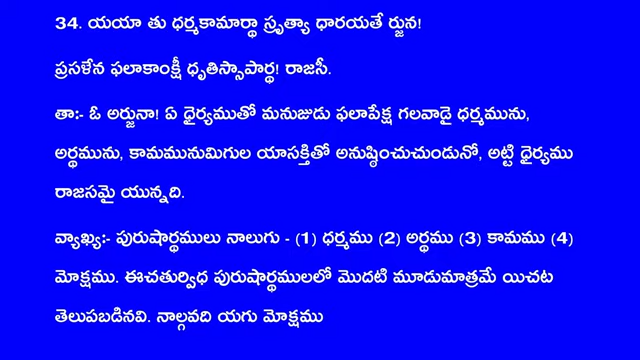 34. యయా తు ధర్మకామార్థా స్రృత్యా ధారయతే ర్జున!
ప్రసళేన ఫలాకాంక్షీ ధృతిస్సాపార్థ! రాజసీ.
తాః- ఓ అర్జునా! ఏ ధైర్యముతో మనుజుడు ఫలాపేక్ష గలవాడై ధర్మమును,
అర్థమును, కామమునుమిగుల యాసక్తితో అనుష్ఠించుచుండునో, అట్టి ధైర్యము
రాజసమై యున్నది.
వ్యాఖ్యః- పురుషార్థములు నాలుగు - (1) ధర్మము (2) అర్థము (3) కామము (4)
మోక్షము. ఈచతుర్విధ పురుషార్థములలో మొదటి మూడుమాత్రమే యిచట
తెలుపబడినవి. నాల్గవది యగు మోక్షము